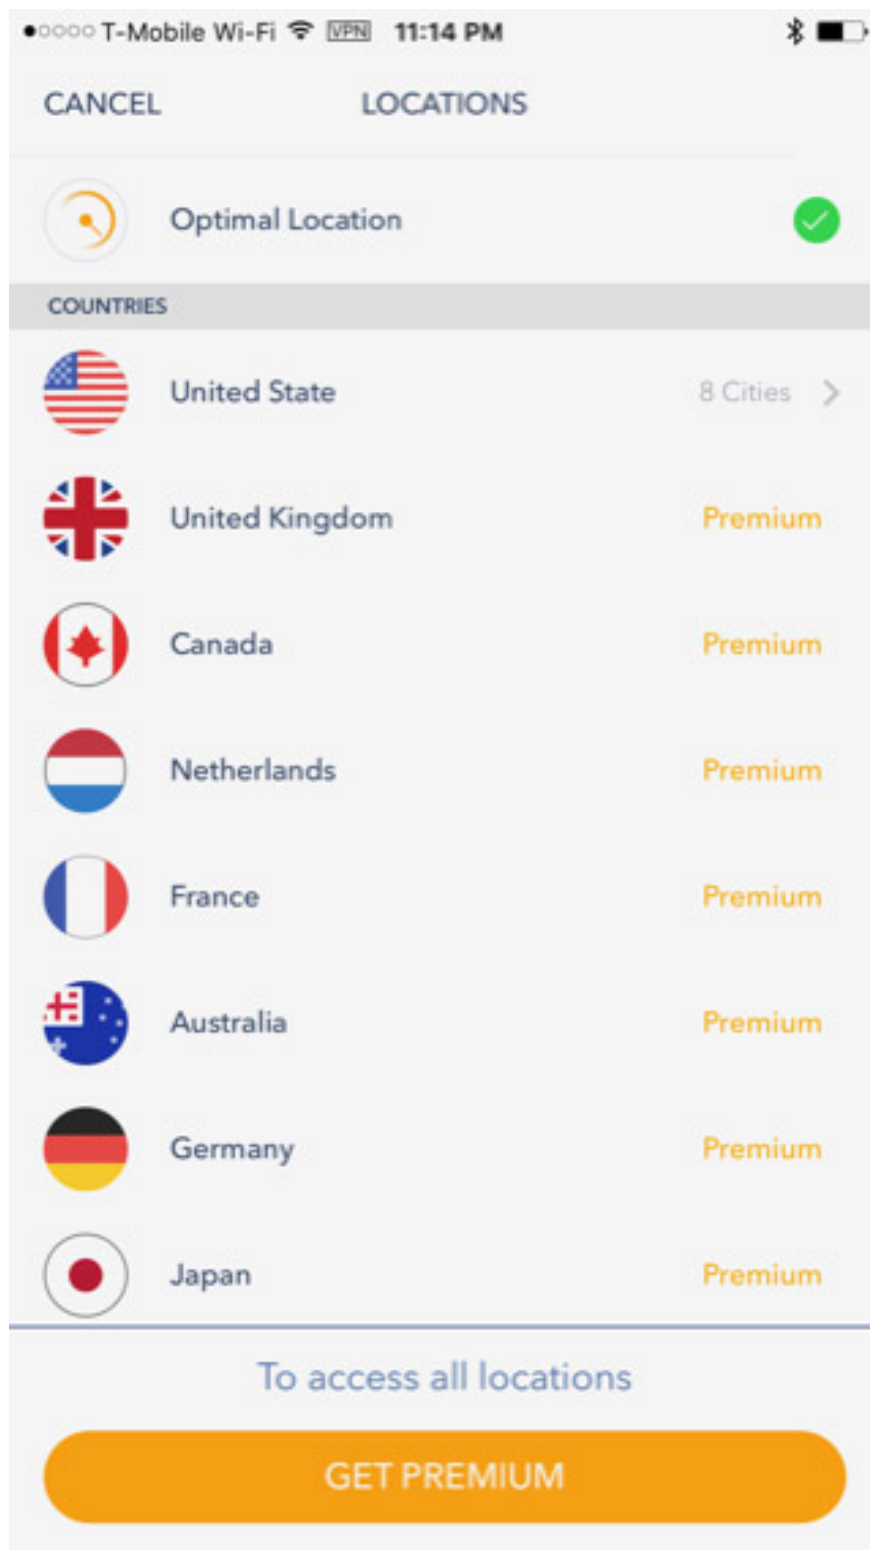 T-Mobile Wi-Fi VPN 11:14 PM
CANCEL LOCATIONS
Optimal Location
COUNTRIES
United State 8 Cities
United Kingdom Premium
Canada Premium
Netherlands Premium
France Premium
Australia Premium
Germany Premium
Japan Premium
To access all locations
GET PREMIUM